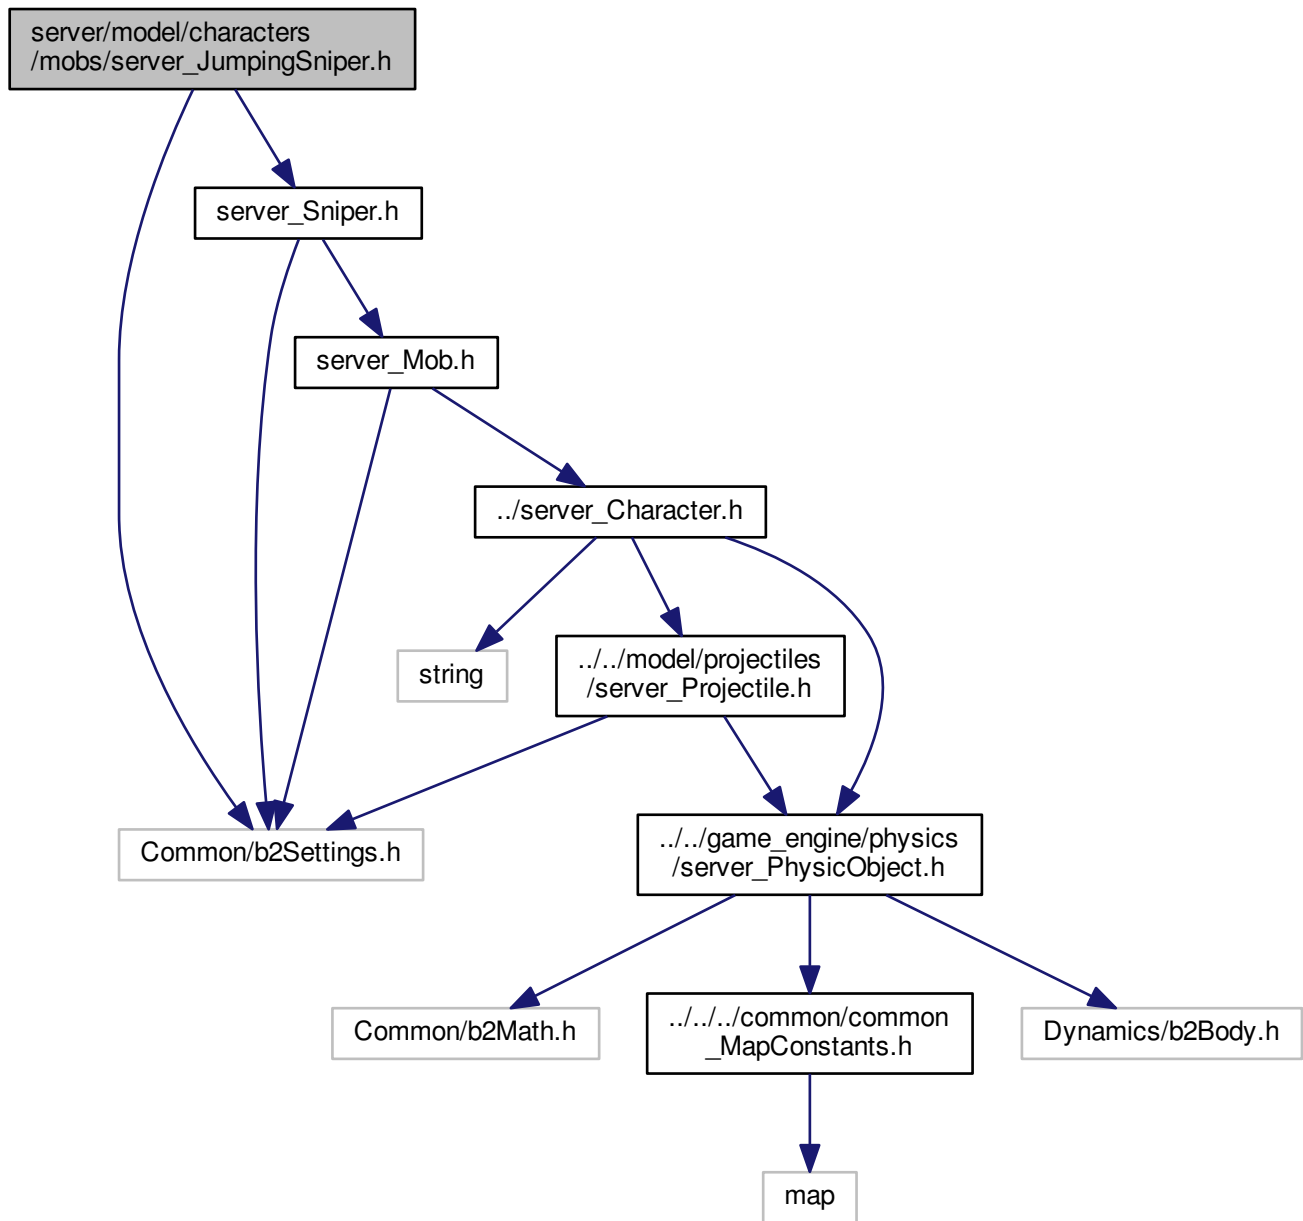 server/model/characters
/mobs/server_JumpingSniper.h
server_Sniper.h
server_Mob.h
../server_Character.h
string
../../model/projectiles
/server_Projectile.h
Common/b2Settings.h
../../game_engine/physics
/server_PhysicObject.h
Common/b2Math.h
../../../common/common
_MapConstants.h
Dynamics/b2Body.h
map